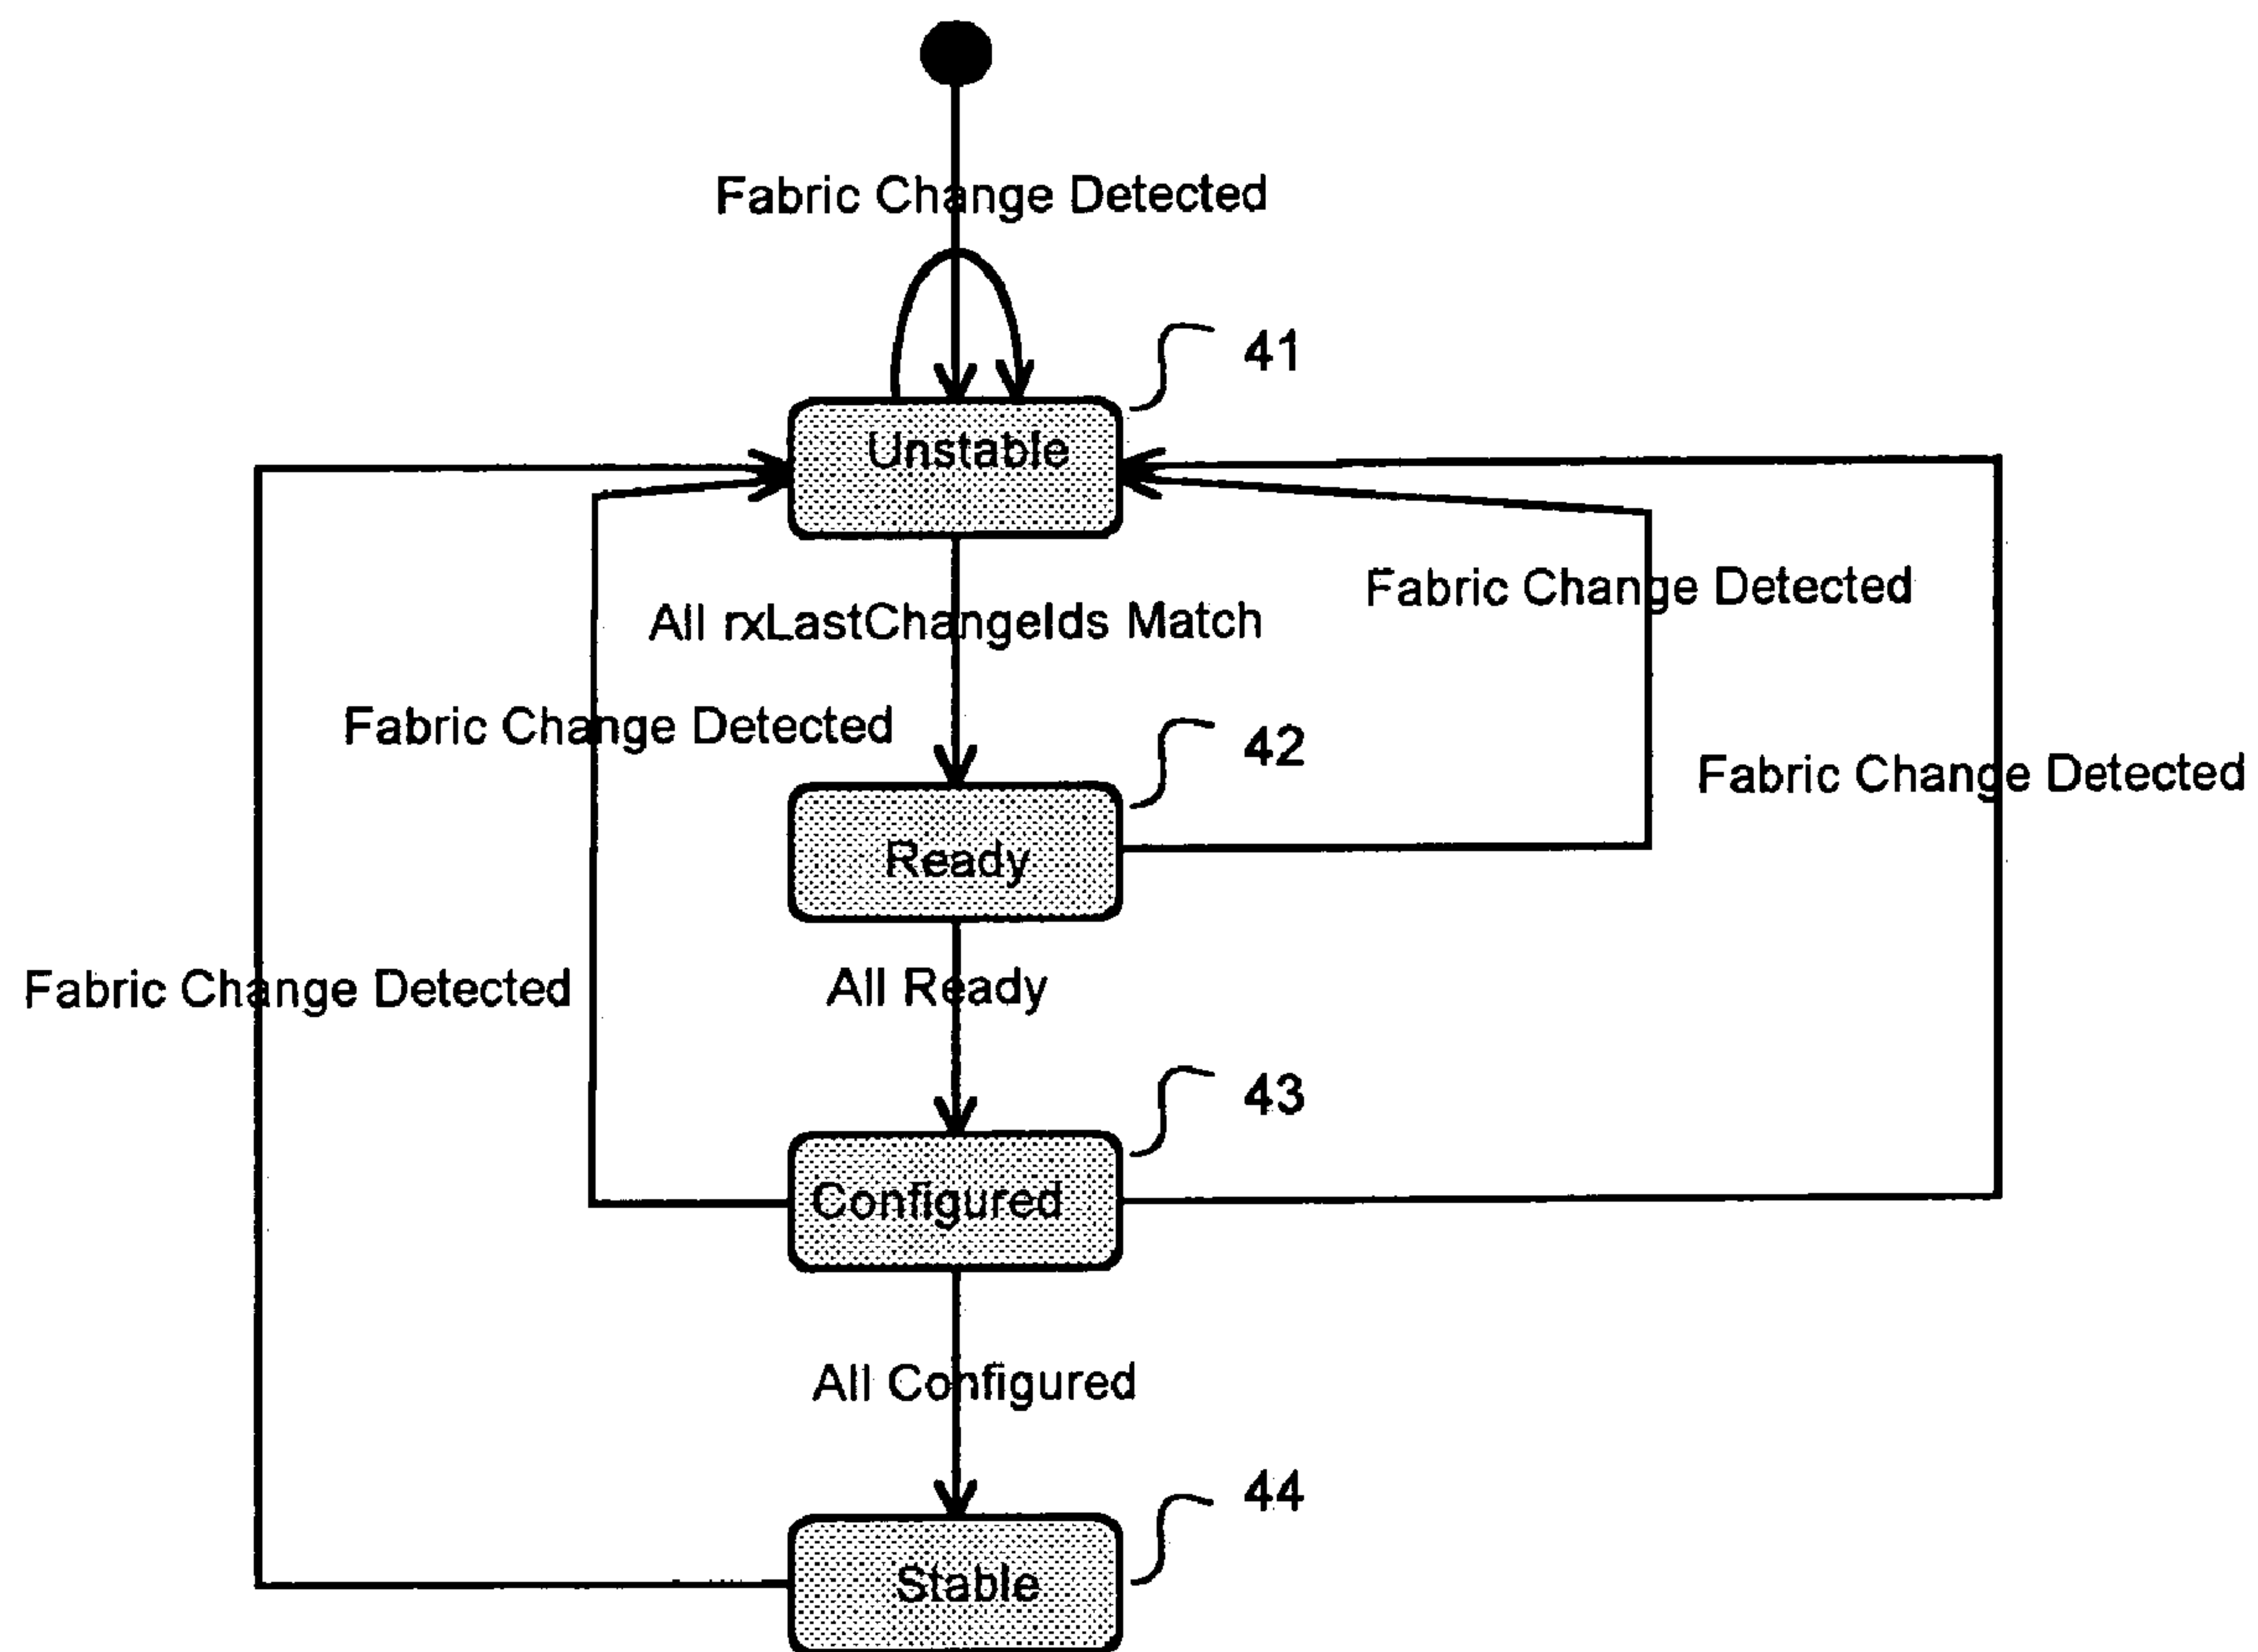 Fabric Change Detected
41
Unstable
Fabric Change Detected
All rxLastChangeIds Match
Fabric Change Detected
42
Fabric Change Detected
Ready
Fabric Change Detected
All Ready
43
Configured
All Configured
44
Stable